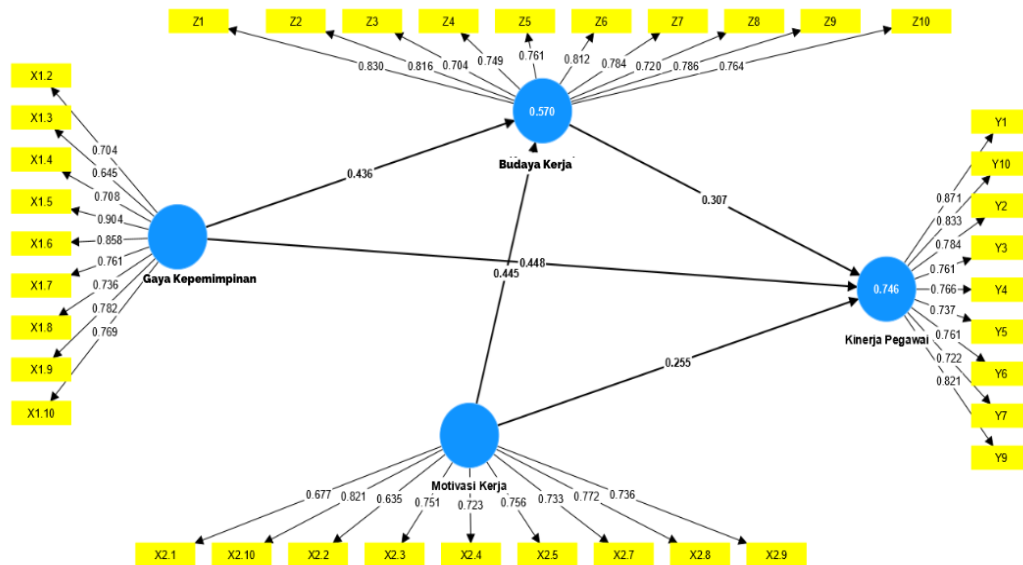 Z1 Z2 Z3 Z4 Z5 Z6 Z7 Z8 Z9 Z10
0.830 0.816 0.704 0.749 0.761 0.812 0.784 0.720 0.786 0.764
0.570
Budaya Kerja
X1.2
X1.3
X1.4
X1.5
X1.6
X1.7
X1.8
X1.9
X1.10
0.704
0.645
0.708
0.904
0.858
0.761
0.736
0.782
0.769
Gaya Kepemimpinan
0.436
0.448
0.445
0.307
0.255
Y1
Y10
Y2
Y3
Y4
Y5
Y6
Y7
Y9
0.871
0.833
0.784
0.761
0.766
0.737
0.761
0.722
0.821
0.746
Kinerja Pegawai
Motivasi Kerja
0.677 0.821 0.635 0.751 0.723 0.756 0.733 0.772 0.736
X2.1 X2.10 X2.2 X2.3 X2.4 X2.5 X2.7 X2.8 X2.9